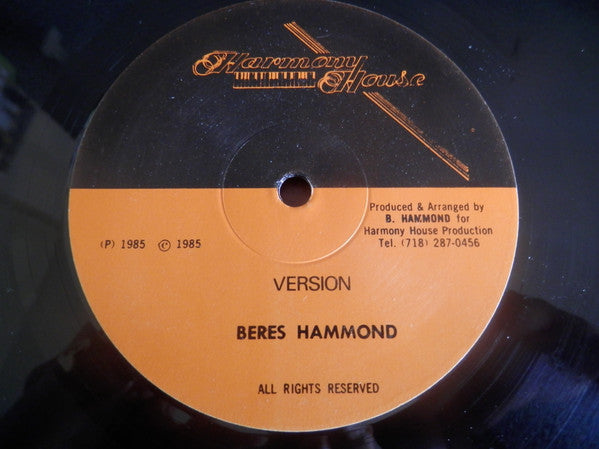 Harmony
House
Produced & Arranged by
B. HAMMOND for
Harmony House Production
Tel. (718) 287-0456
(P) 1985 © 1985
VERSION
BERES HAMMOND
ALL RIGHTS RESERVED